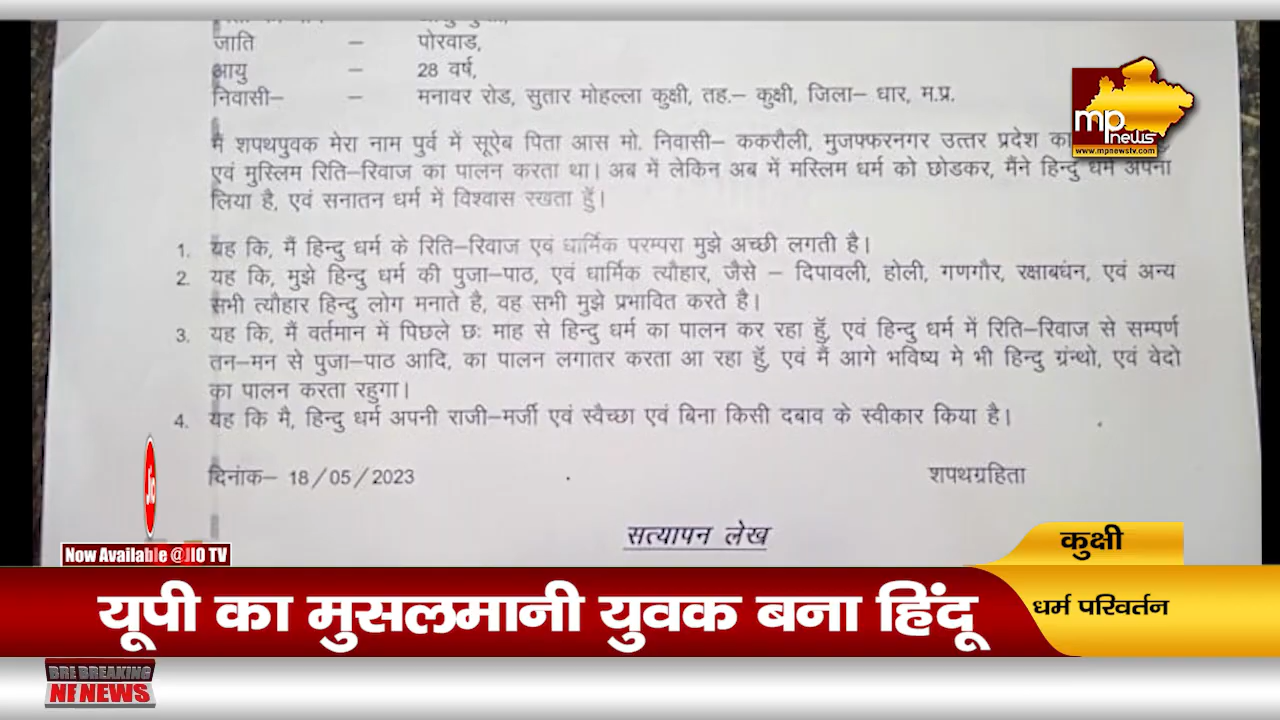 जाति – पोरवाड,
आयु – 28 वर्ष,
निवासी– – मनावर रोड, सुतार मोहल्ला कुक्षी, तह.– कुक्षी, जिला– धार, म.प्र.
mp news
www.mpnewstv.com
मैं शपथपुवक मेरा नाम पुर्व में सूऐब पिता आस मो. निवासी– ककरौली, मुजफ्फरनगर उत्तर प्रदेश
एवं मुस्लिम रिति–रिवाज का पालन करता था। अब में लेकिन अब में मस्लिम धर्म को छोडकर, मैंने हिन्दु धर्म अपना
लिया है, एवं सनातन धर्म में विश्वास रखता हुॅं।
1. यह कि, मैं हिन्दु धर्म के रिति–रिवाज एवं धार्मिक परम्परा मुझे अच्छी लगती है।
2. यह कि, मुझे हिन्दु धर्म की पुजा–पाठ, एवं धार्मिक त्यौहार, जैसे – दिपावली, होली, गणगौर, रक्षाबधंन, एवं अन्य
सभी त्यौहार हिन्दु लोग मनाते है, वह सभी मुझे प्रभावित करते है।
3. यह कि, मैं वर्तमान में पिछले छः मांह से हिन्दु धर्म का पालन कर रहा हुॅं, एवं हिन्दु धर्म में रिति–रिवाज से सम्पर्ण
तन–मन से पुजा–पाठ आदि, का पालन लगातर करता आ रहा हुॅं, एवं मैं आगे भविष्य मे भी हिन्दु ग्रंन्थो, एवं वेदो
का पालन करता रहुगा।
4. यह कि मै, हिन्दु धर्म अपनी राजी–मर्जी एवं स्वैच्छा एवं बिना किसी दबाव के स्वीकार किया है।
दिनांक– 18/05/2023 शपथग्रहिता
सत्यापन लेख
Jio
Now Available @JIO TV
कुक्षी
यूपी का मुसलमानी युवक बना हिंदू
धर्म परिवर्तन
BREAKING
NEWS